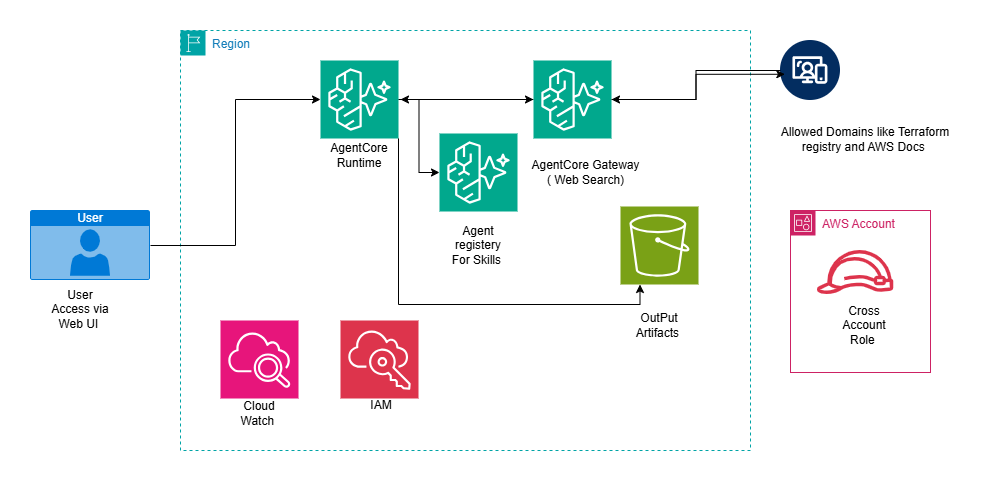 Region
AgentCore
Runtime
AgentCore Gateway
( Web Search)
Allowed Domains like Terraform
registry and AWS Docs
User
User
Access via
Web UI
Agent
registery
For Skills
OutPut
Artifacts
AWS Account
Cross
Account
Role
Cloud
Watch
IAM